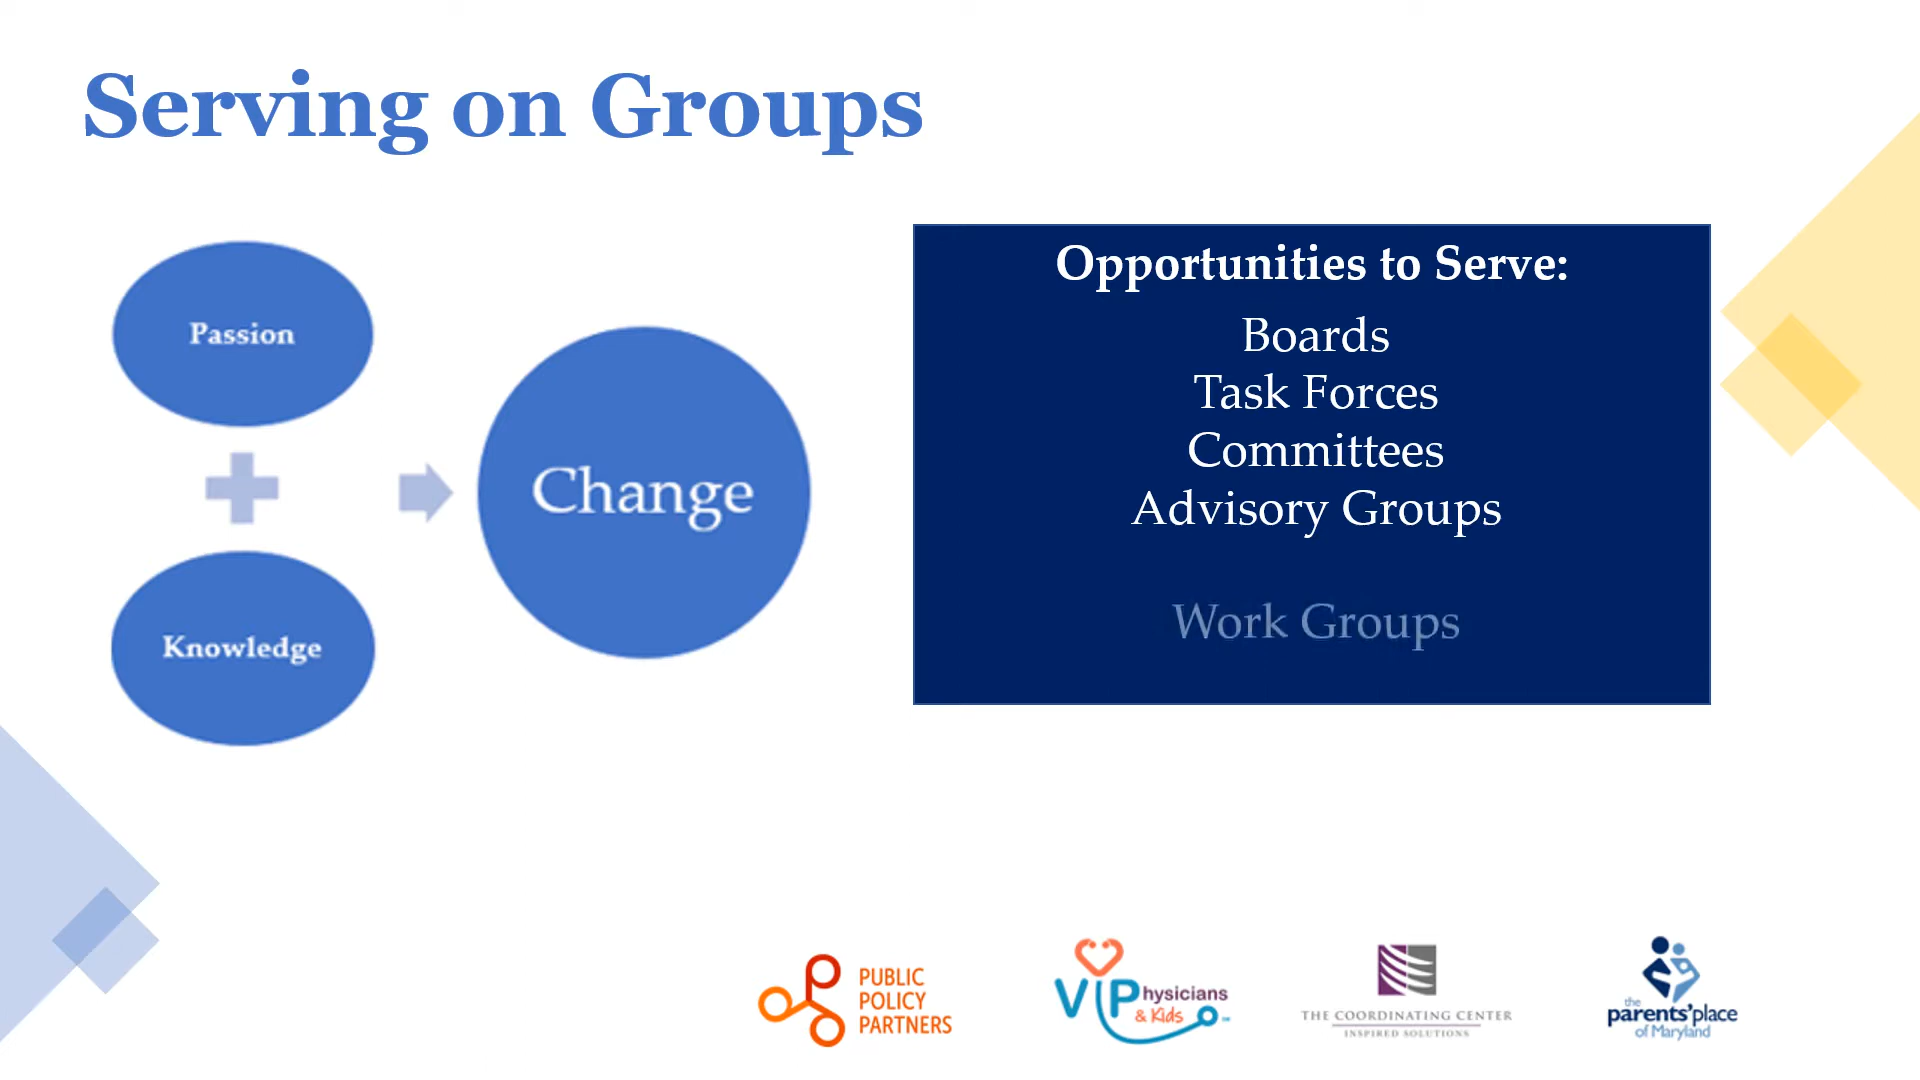 Serving on Groups
Passion
Knowledge
Change
Opportunities to Serve:
Boards
Task Forces
Committees
Advisory Groups
Work Groups
PUBLIC
POLICY
PARTNERS
VIPhysicians
& Kids
THE COORDINATING CENTER
INSPIRED SOLUTIONS
the
parents'place
of Maryland